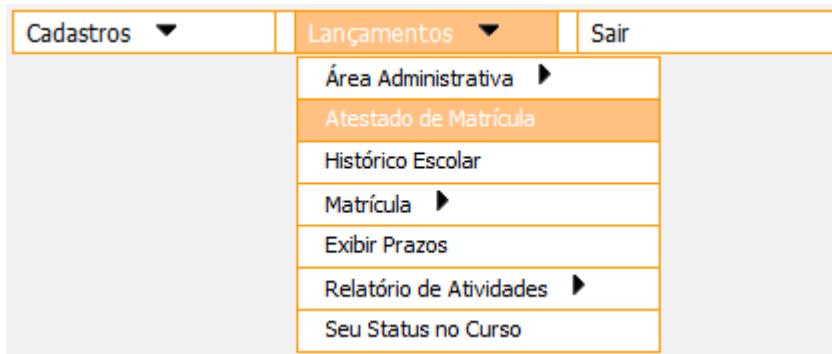 Cadastros Lançamentos Sair
Área Administrativa
Atestado de Matrícula
Histórico Escolar
Matrícula
Exibir Prazos
Relatório de Atividades
Seu Status no Curso